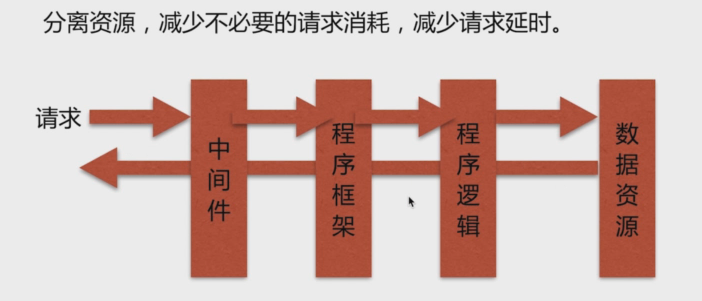 分离资源，减少不必要的请求消耗，减少请求延时。
请求
中间件
程序框架
程序逻辑
数据资源